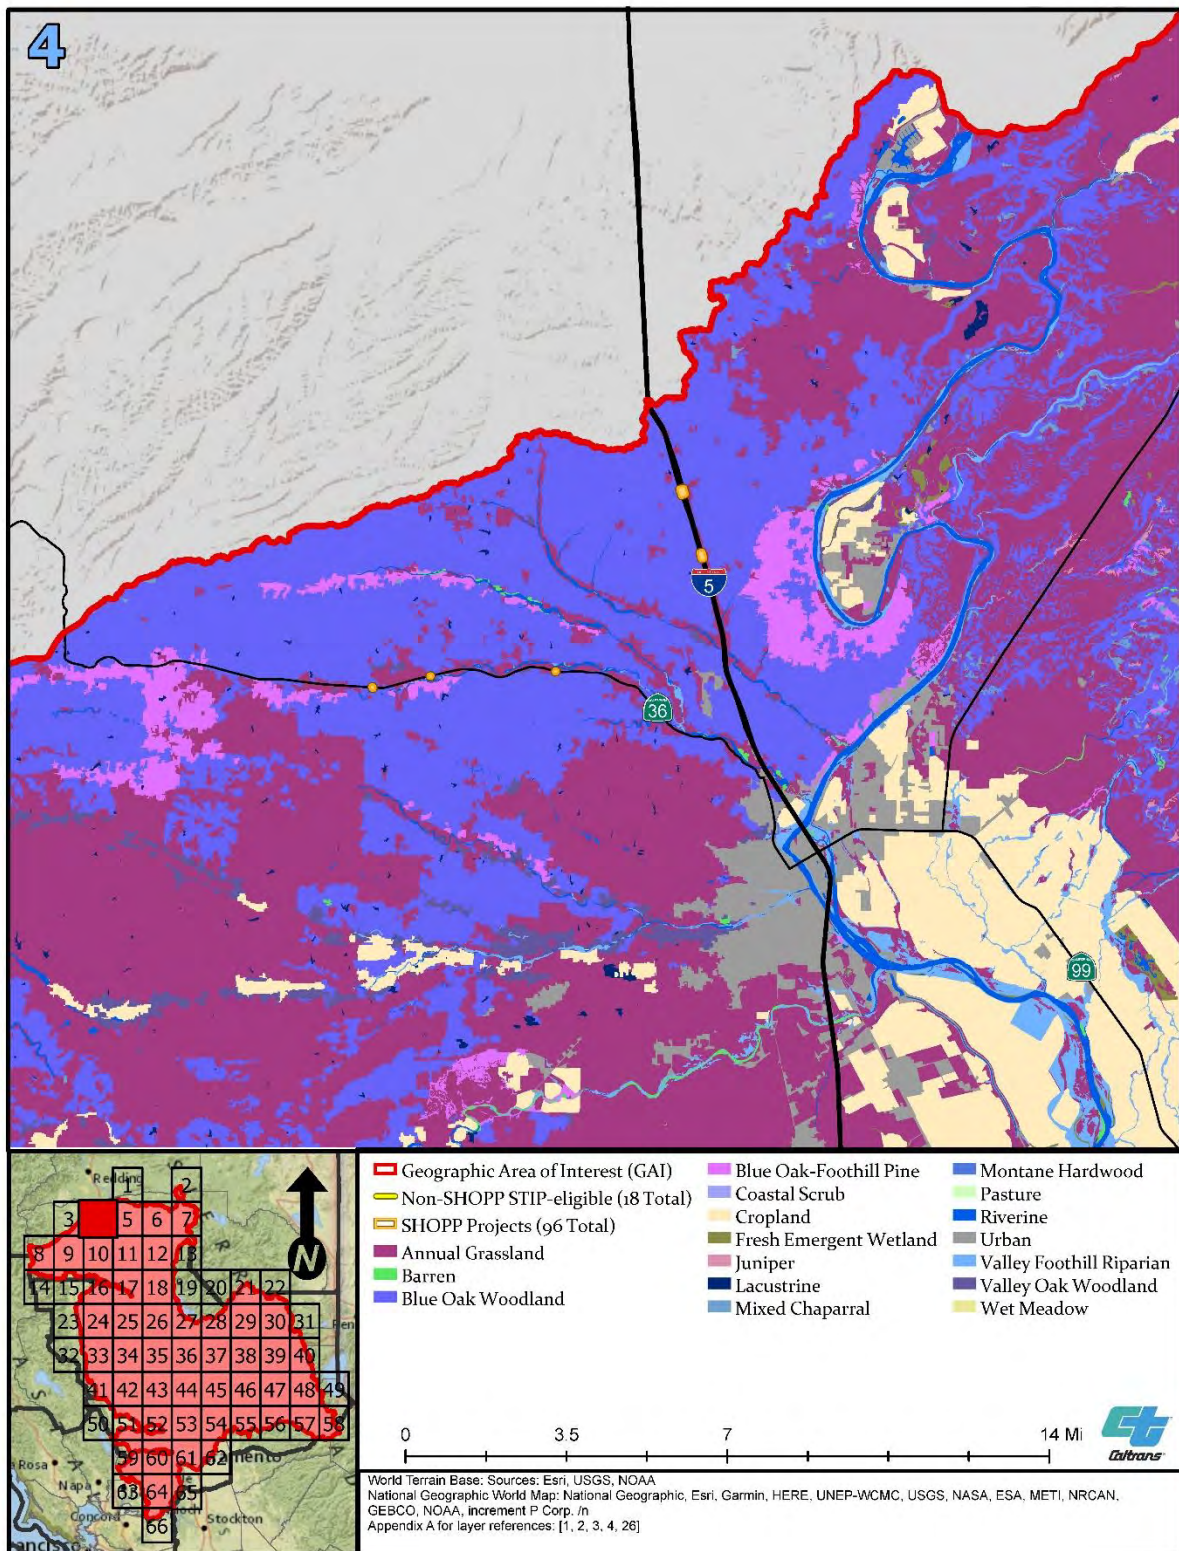 4
5
36
99
Redding
1 2
3 5 6 7
8 9 10 11 12 13
14 15 16 17 18 19 20 21 22
23 24 25 26 27 28 29 30 31
32 33 34 35 36 37 38 39 40
41 42 43 44 45 46 47 48 49
50 51 52 53 54 55 56 57 58
59 60 61 62
63 64 65
66
Rosa
Napa
Concord
Stockton
N
Geographic Area of Interest (GAI)
Non-SHOPP STIP-eligible (18 Total)
SHOPP Projects (96 Total)
Annual Grassland
Barren
Blue Oak Woodland
Blue Oak-Foothill Pine
Coastal Scrub
Cropland
Fresh Emergent Wetland
Juniper
Lacustrine
Mixed Chaparral
Montane Hardwood
Pasture
Riverine
Urban
Valley Foothill Riparian
Valley Oak Woodland
Wet Meadow
0 3.5 7 14 Mi
Caltrans
World Terrain Base: Sources: Esri, USGS, NOAA
National Geographic World Map: National Geographic, Esri, Garmin, HERE, UNEP-WCMC, USGS, NASA, ESA, METI, NRCAN,
GEBCO, NOAA, increment P Corp. /n
Appendix A for layer references: [1, 2, 3, 4, 26]